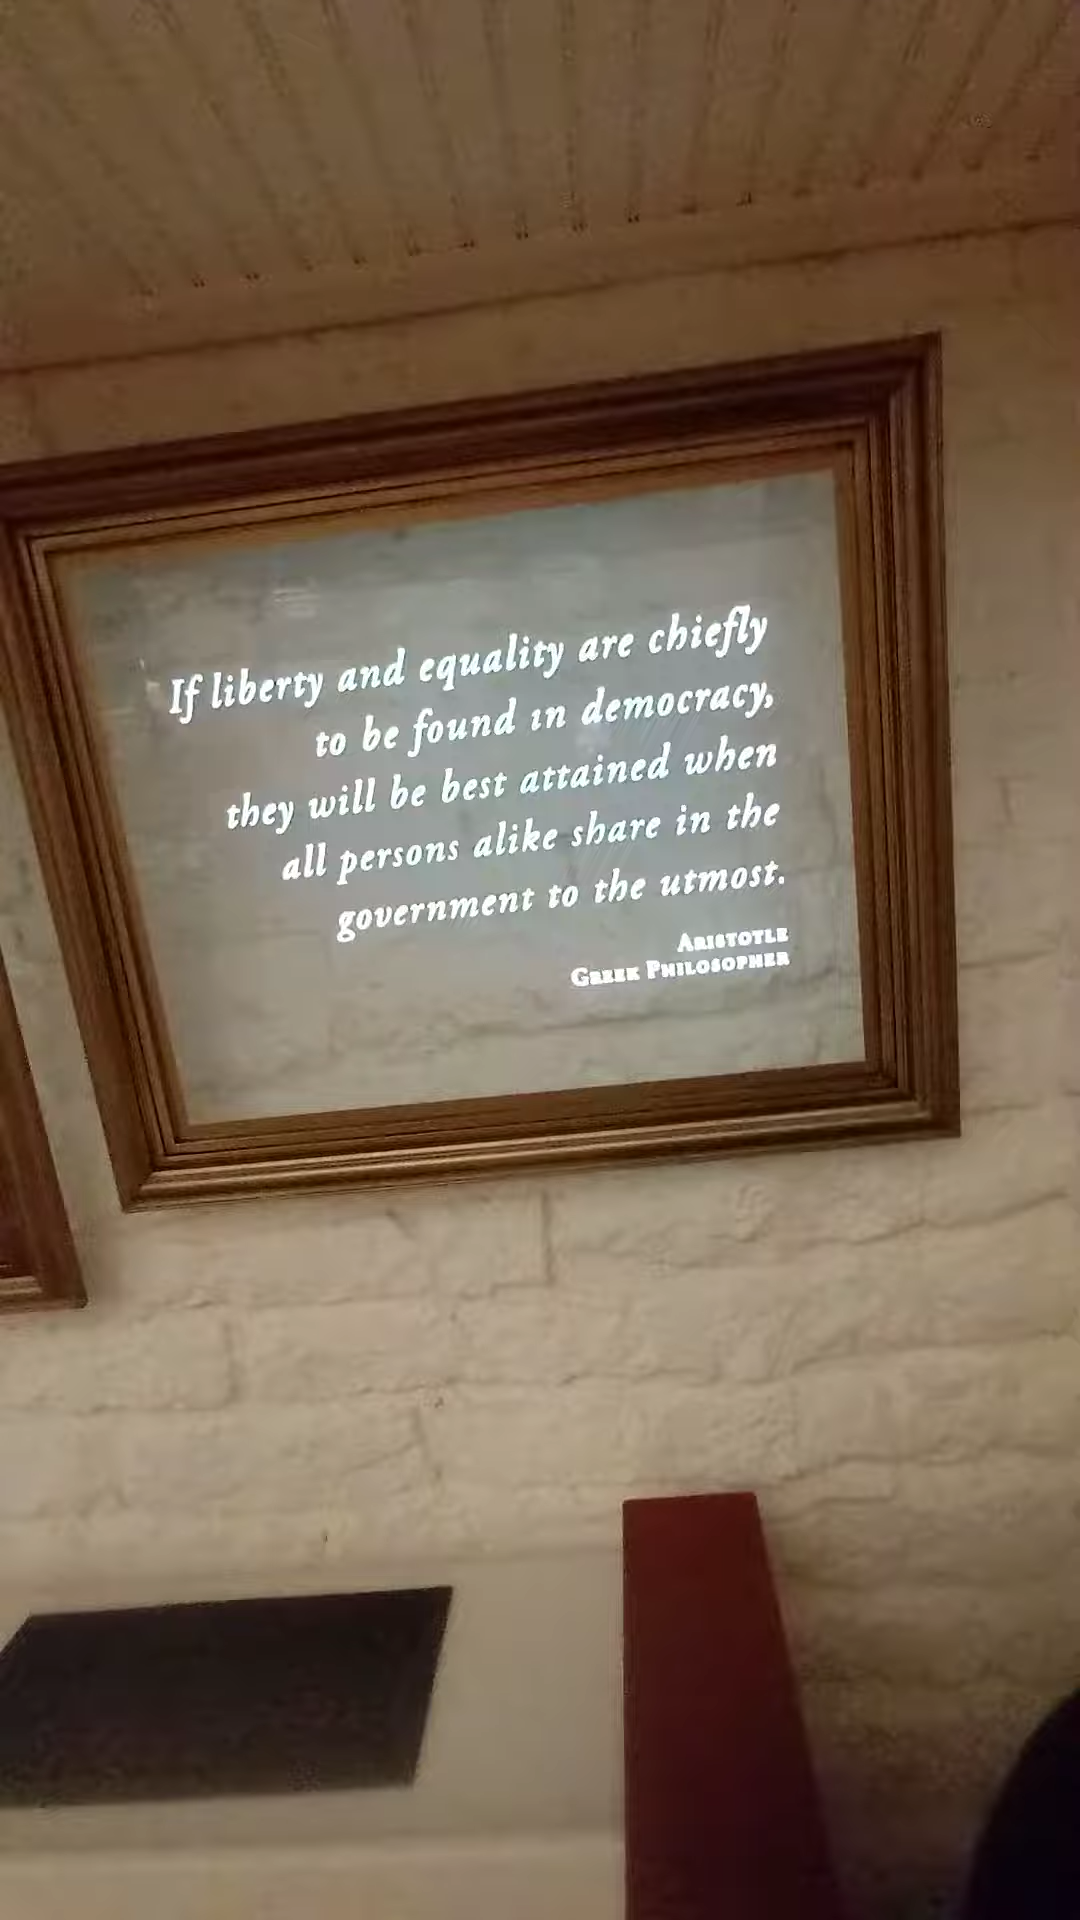 If liberty and equality are chiefly
to be found in democracy,
they will be best attained when
all persons alike share in the
government to the utmost.
ARISTOTLE
GREEK PHILOSOPHER